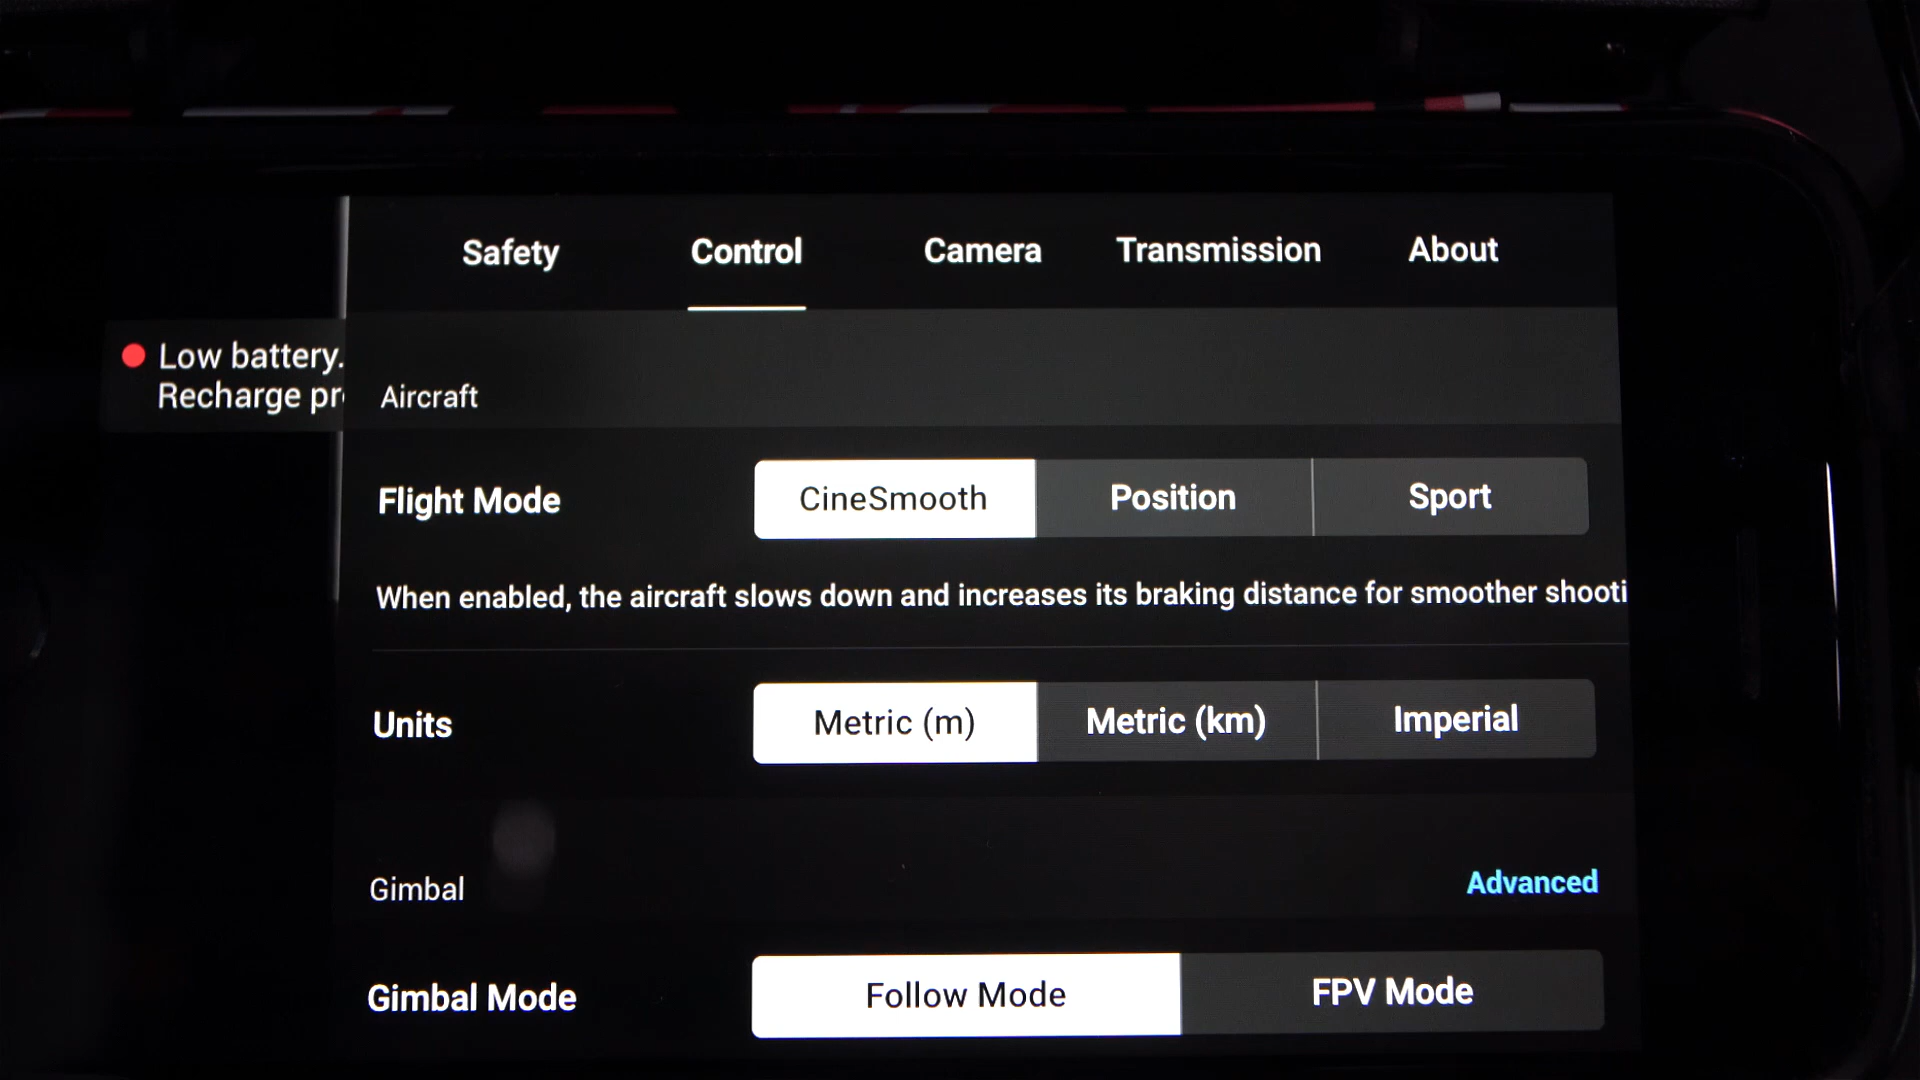 Safety Control Camera Transmission About
Low battery.
Recharge
Aircraft
Flight Mode CineSmooth Position Sport
When enabled, the aircraft slows down and increases its braking distance for smoother
Units Metric (m) Metric (km) Imperial
Gimbal Advanced
Gimbal Mode Follow Mode FPV Mode